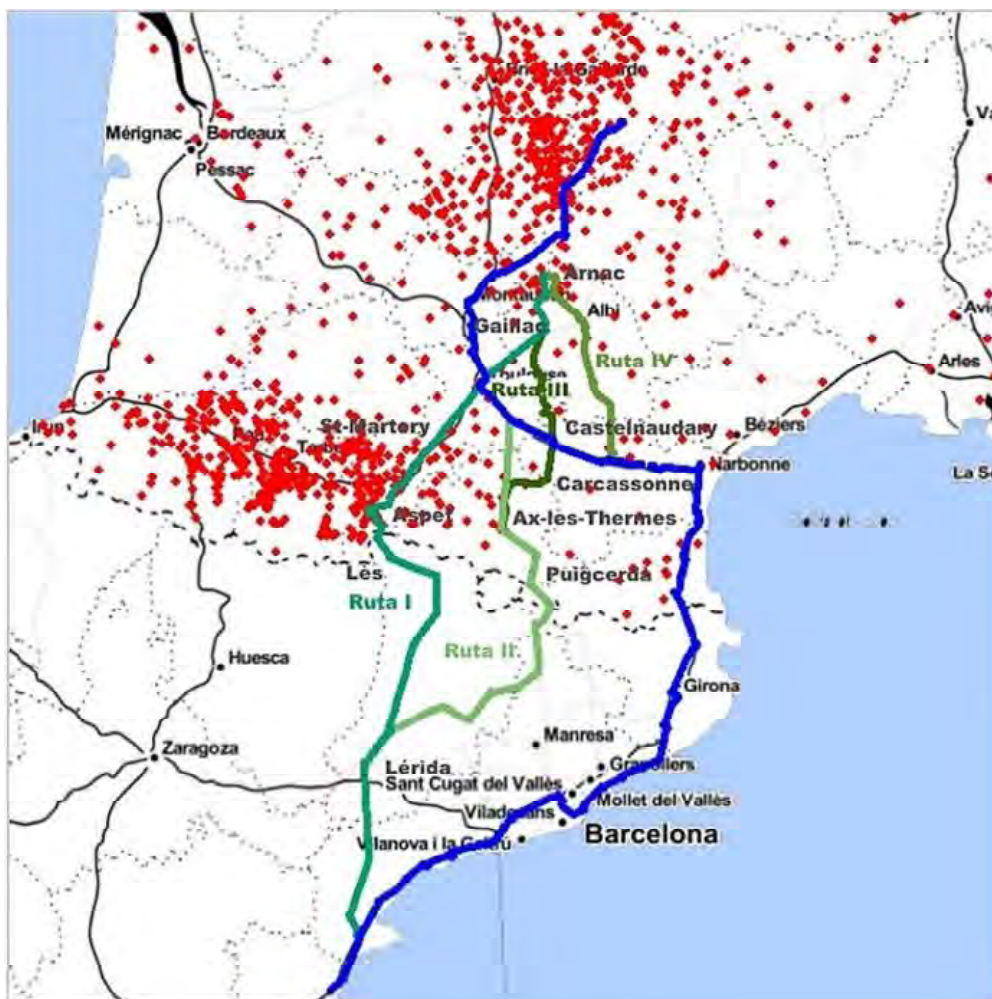 Mérignac
Bordeaux
Pessac
Arnac
Albi
Gaillac
Ruta IV
Ruta III
Arles
St-Martory
Castelnaudary
Béziers
Narbonne
Carcassonne
Aspet
Ax-les-Thermes
Lès
Puigcerda
Ruta I
Ruta II
Huesca
Girona
Manresa
Zaragoza
Lérida
Granollers
Sant Cugat del Vallès
Mollet del Vallès
Viladecans
Barcelona
Vilanova i la Geltrú